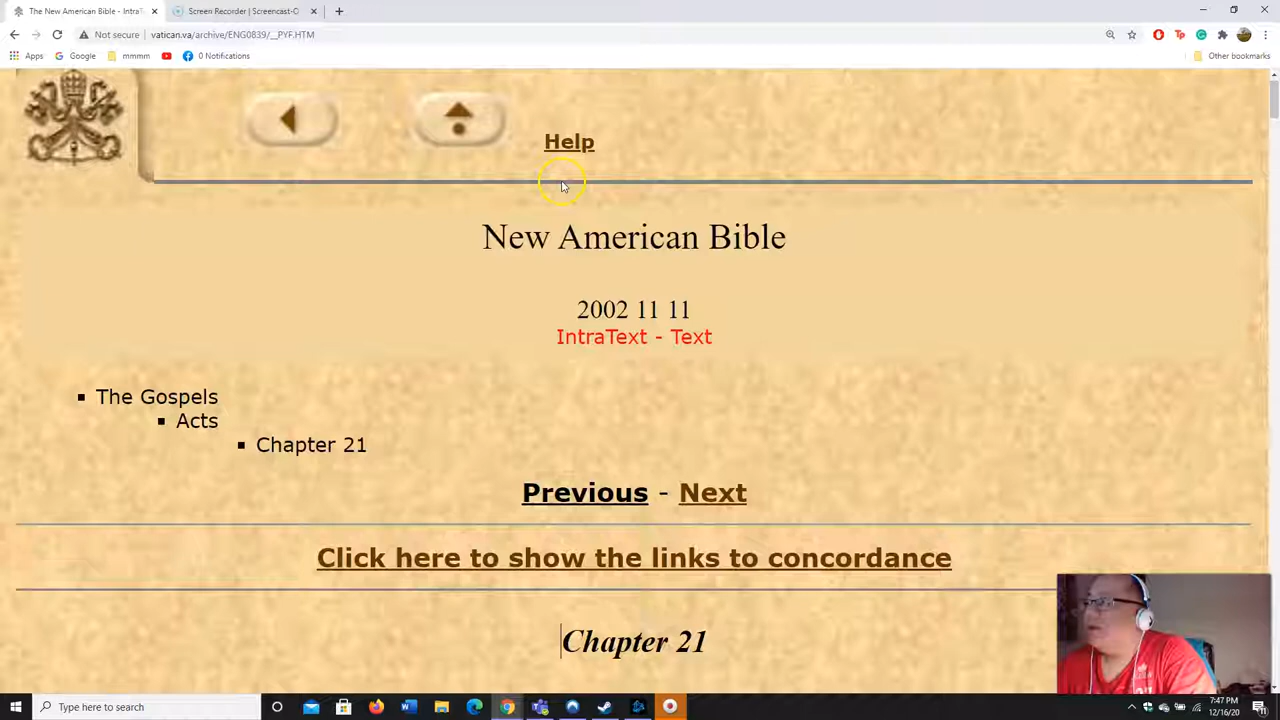 The New American Bible - IntraT
Screen Recorder | Screencast-O
Not secure | vatican.va/archive/ENG0839/__PYF.HTM
Apps
Google
mmmm
0 Notifications
Other bookmarks
Help
New American Bible
2002 11 11
IntraText - Text
The Gospels
Acts
Chapter 21
Previous - Next
Click here to show the links to concordance
Chapter 21
Type here to search
7:47 PM
12/16/20